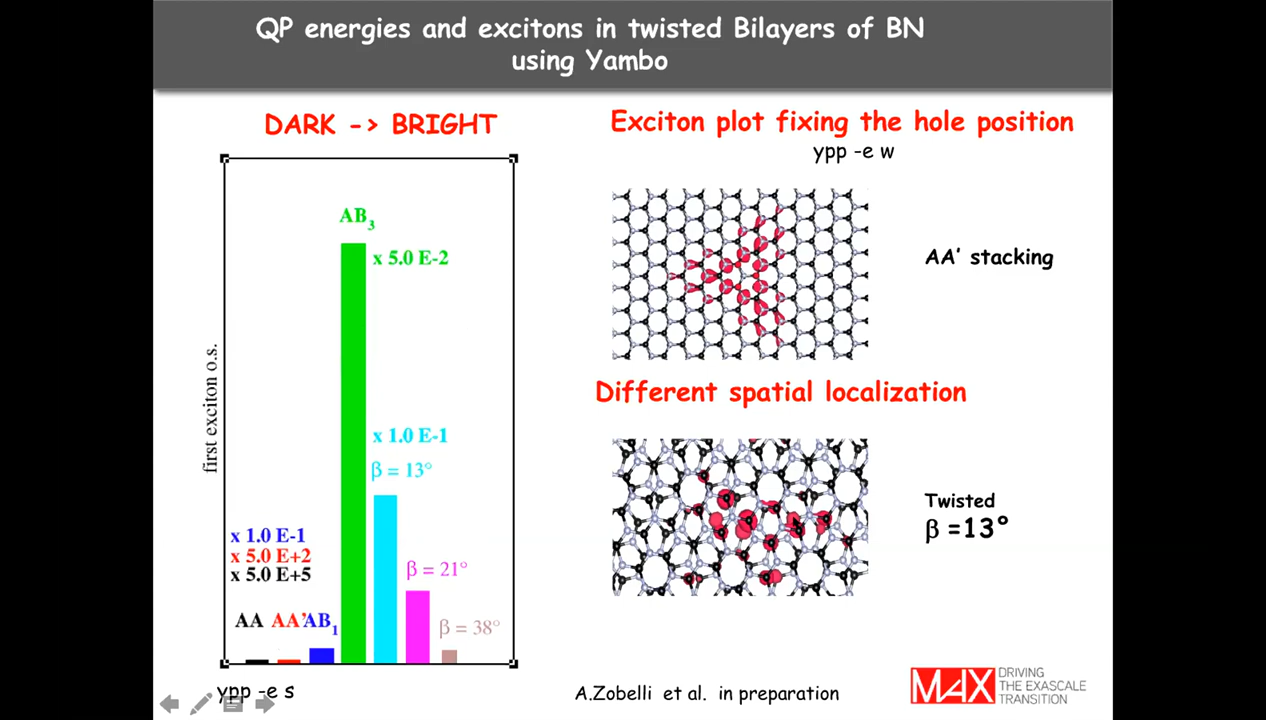 QP energies and excitons in twisted Bilayers of BN
using Yambo
DARK -> BRIGHT
AB3
x 5.0 E-2
x 1.0 E-1
β = 13°
first exciton o.s.
x 1.0 E-1
x 5.0 E+2
x 5.0 E+5
β = 21°
AA AA' AB1
β = 38°
ypp -e s
Exciton plot fixing the hole position
ypp -e w
AA' stacking
Different spatial localization
Twisted
β =13°
A.Zobelli et al. in preparation
MAX
DRIVING
THE EXASCALE
TRANSITION